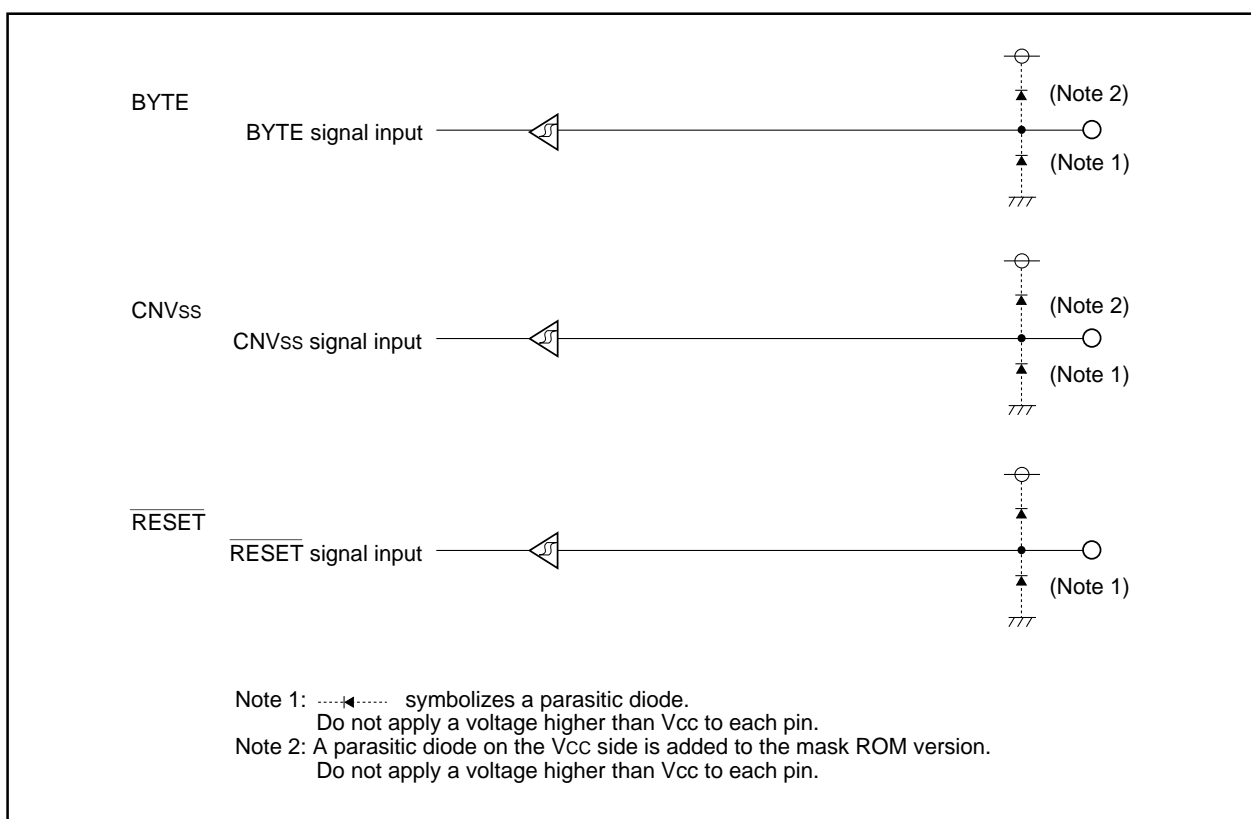 BYTE
(Note 2)
BYTE signal input
(Note 1)
CNVss
(Note 2)
CNVss signal input
(Note 1)
RESET
RESET signal input
(Note 1)
Note 1: symbolizes a parasitic diode.
Do not apply a voltage higher than Vcc to each pin.
Note 2: A parasitic diode on the VCC side is added to the mask ROM version.
Do not apply a voltage higher than Vcc to each pin.